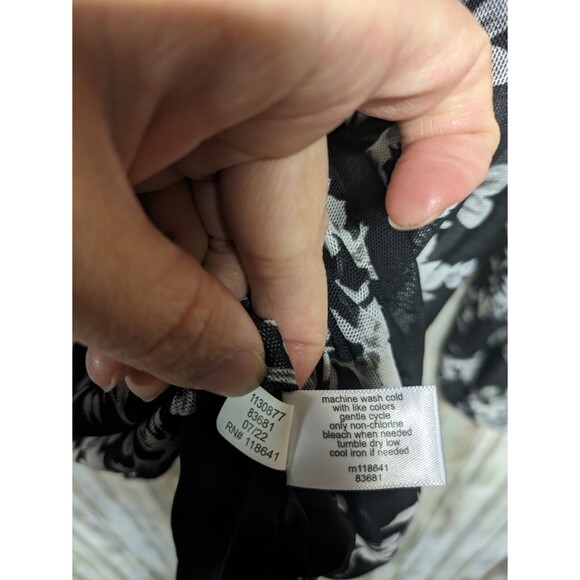 1130877
83681
07/22
RN# 118641
machine wash cold
with like colors
gentle cycle
only non-chlorine
bleach when needed
tumble dry low
cool iron if needed
rn118641
83681